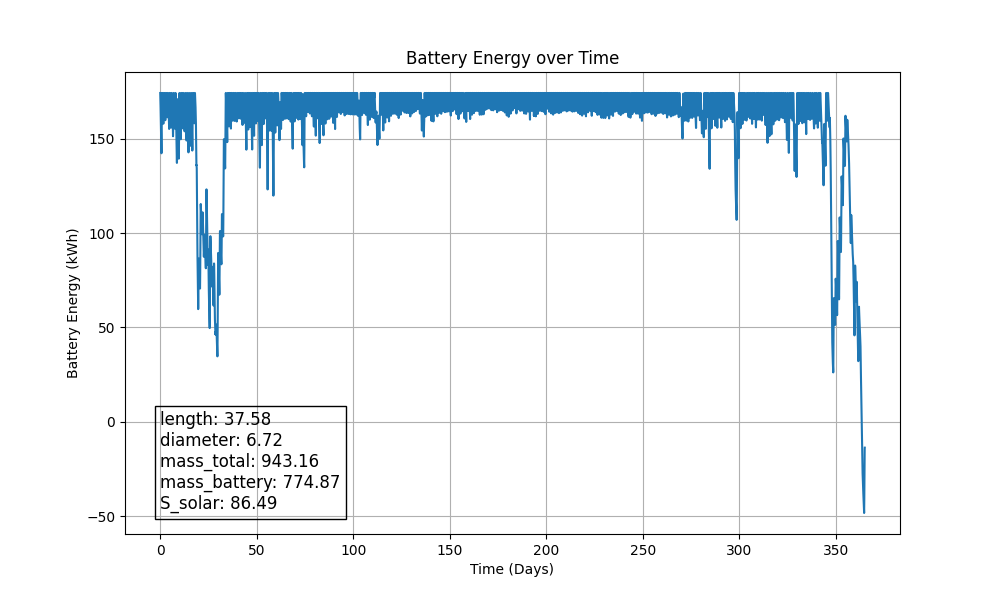 Battery Energy over Time
Battery Energy (kWh)
150
100
50
0
−50
length: 37.58
diameter: 6.72
mass_total: 943.16
mass_battery: 774.87
S_solar: 86.49
0 50 100 150 200 250 300 350
Time (Days)